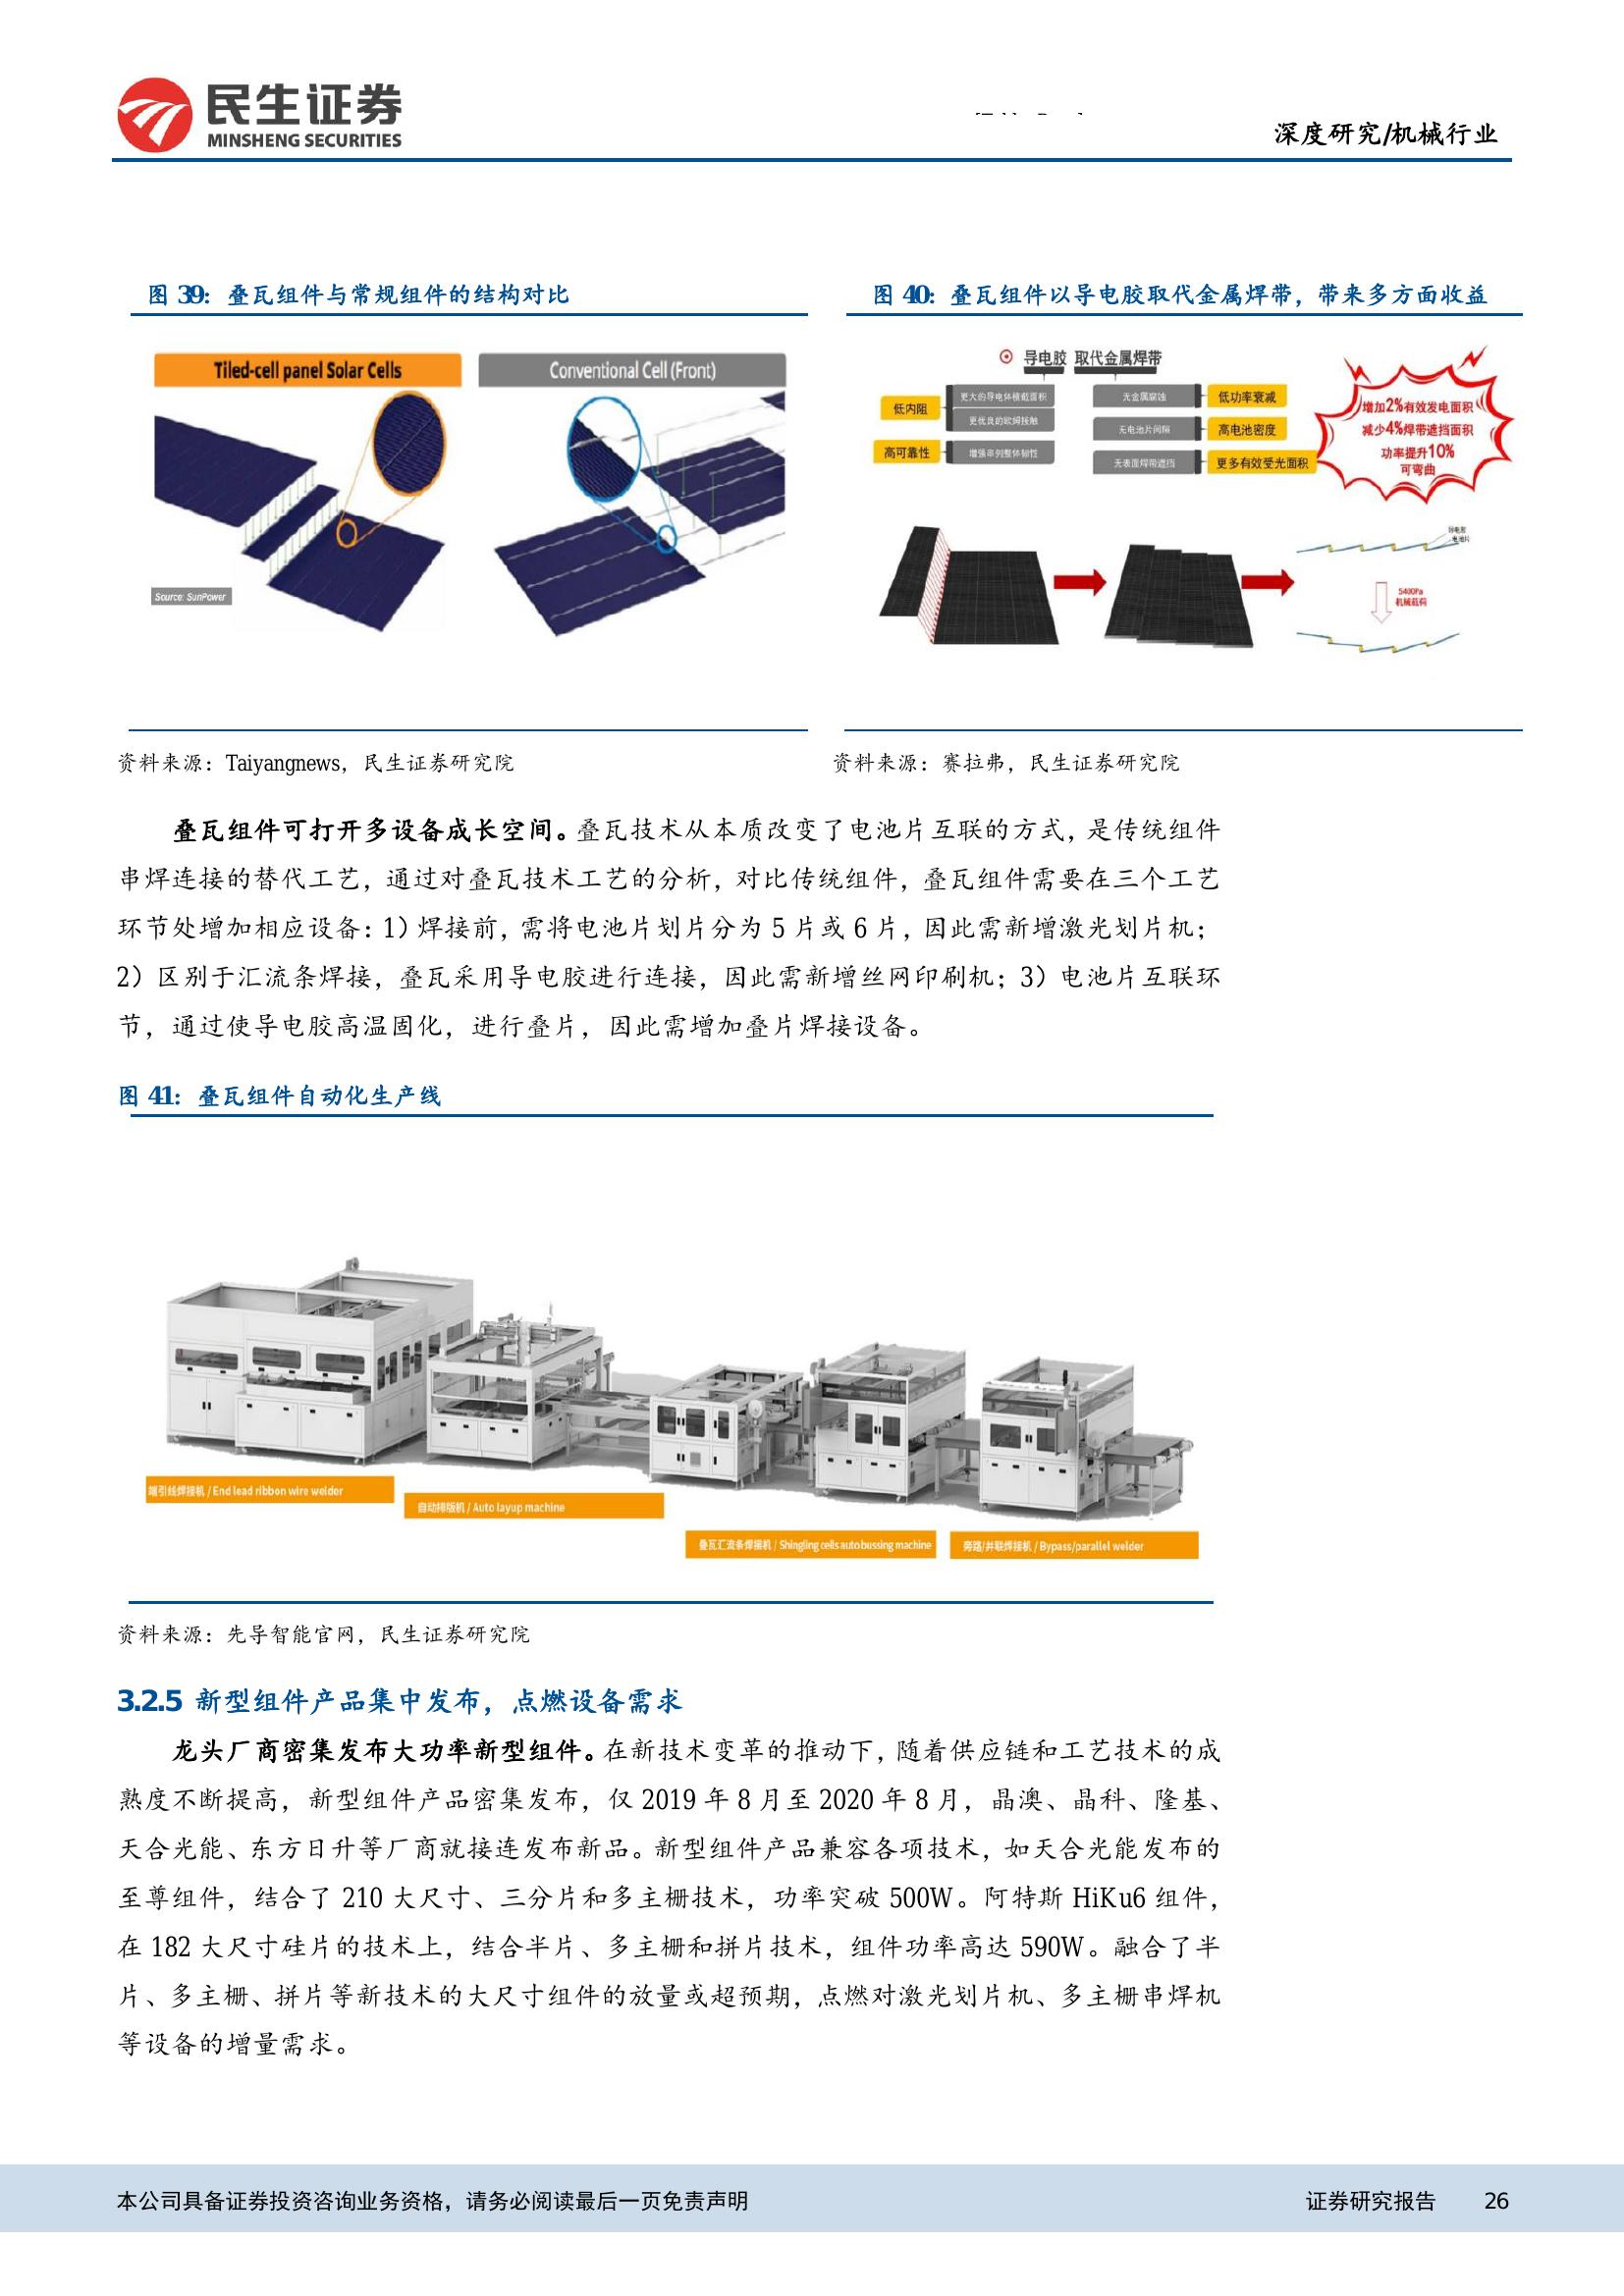 民生证券
MINSHENG SECURITIES
深度研究/机械行业
图 39: 叠瓦组件与常规组件的结构对比
Tiled-cell panel Solar Cells
Conventional Cell (Front)
Source: SunPower
资料来源：Taiyangnews，民生证券研究院
图 40: 叠瓦组件以导电胶取代金属焊带，带来多方面收益
导电胶 取代金属焊带
低内阻
更大的导电体横截面积
更优良的欧姆接触
高可靠性
增强串列整体韧性
无金属腐蚀
低功率衰减
无电池片间隙
高电池密度
无表面焊带遮挡
更多有效受光面积
增加2%有效发电面积
减少4%焊带遮挡面积
功率提升10%
可弯曲
导电胶
电池片
5400Pa
机械载荷
资料来源：赛拉弗，民生证券研究院
叠瓦组件可打开多设备成长空间。叠瓦技术从本质改变了电池片互联的方式，是传统组件
串焊连接的替代工艺，通过对叠瓦技术工艺的分析，对比传统组件，叠瓦组件需要在三个工艺
环节处增加相应设备：1）焊接前，需将电池片划片分为 5 片或 6 片，因此需新增激光划片机；
2）区别于汇流条焊接，叠瓦采用导电胶进行连接，因此需新增丝网印刷机；3）电池片互联环
节，通过使导电胶高温固化，进行叠片，因此需增加叠片焊接设备。
图 41: 叠瓦组件自动化生产线
端引线焊接机 / End lead ribbon wire welder
自动排版机 / Auto layup machine
叠瓦汇流条焊接机 / Shingling cells auto bussing machine
旁路/并联焊接机 / Bypass/parallel welder
资料来源：先导智能官网，民生证券研究院
3.2.5 新型组件产品集中发布，点燃设备需求
龙头厂商密集发布大功率新型组件。在新技术变革的推动下，随着供应链和工艺技术的成
熟度不断提高，新型组件产品密集发布，仅 2019 年 8 月至 2020 年 8 月，晶澳、晶科、隆基、
天合光能、东方日升等厂商就接连发布新品。新型组件产品兼容各项技术，如天合光能发布的
至尊组件，结合了 210 大尺寸、三分片和多主栅技术，功率突破 500W。阿特斯 HiKu6 组件，
在 182 大尺寸硅片的技术上，结合半片、多主栅和拼片技术，组件功率高达 590W。融合了半
片、多主栅、拼片等新技术的大尺寸组件的放量或超预期，点燃对激光划片机、多主栅串焊机
等设备的增量需求。
本公司具备证券投资咨询业务资格，请务必阅读最后一页免责声明
证券研究报告 26